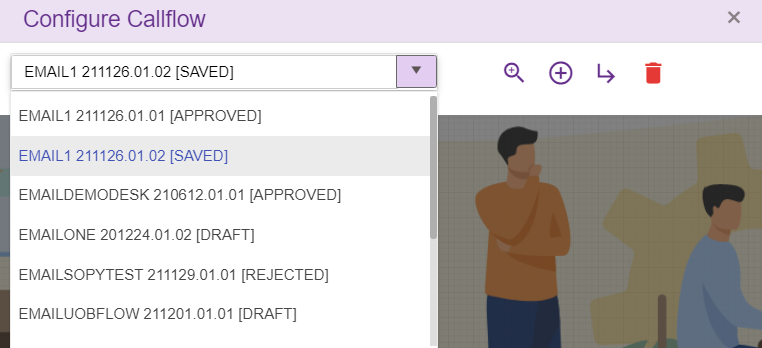 Configure Callflow
EMAIL1 211126.01.02 [SAVED]
EMAIL1 211126.01.01 [APPROVED]
EMAIL1 211126.01.02 [SAVED]
EMAILDEMODESK 210612.01.01 [APPROVED]
EMAILONE 201224.01.02 [DRAFT]
EMAILSOPYTEST 211129.01.01 [REJECTED]
EMAILUOBFLOW 211201.01.01 [DRAFT]